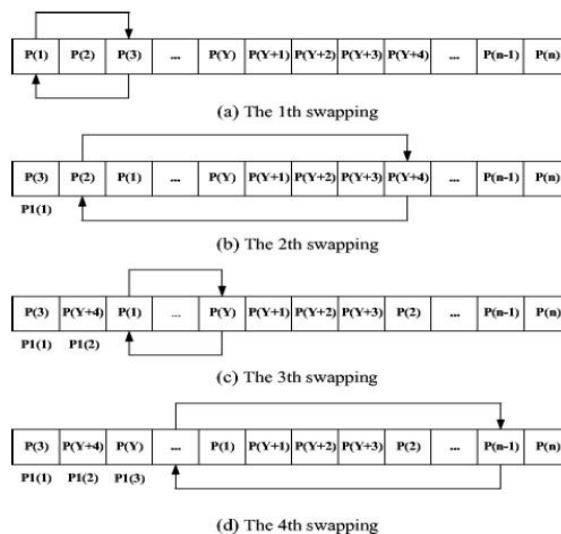 P(1) P(2) P(3) ... P(Y) P(Y+1) P(Y+2) P(Y+3) P(Y+4) ... P(n-1) P(n)
(a) The 1th swapping
P(3) P(2) P(1) ... P(Y) P(Y+1) P(Y+2) P(Y+3) P(Y+4) ... P(n-1) P(n)
P1(1)
(b) The 2th swapping
P(3) P(Y+4) P(1) ... P(Y) P(Y+1) P(Y+2) P(Y+3) P(2) ... P(n-1) P(n)
P1(1) P1(2)
(c) The 3th swapping
P(3) P(Y+4) P(Y) ... P(1) P(Y+1) P(Y+2) P(Y+3) P(2) ... P(n-1) P(n)
P1(1) P1(2) P1(3)
(d) The 4th swapping